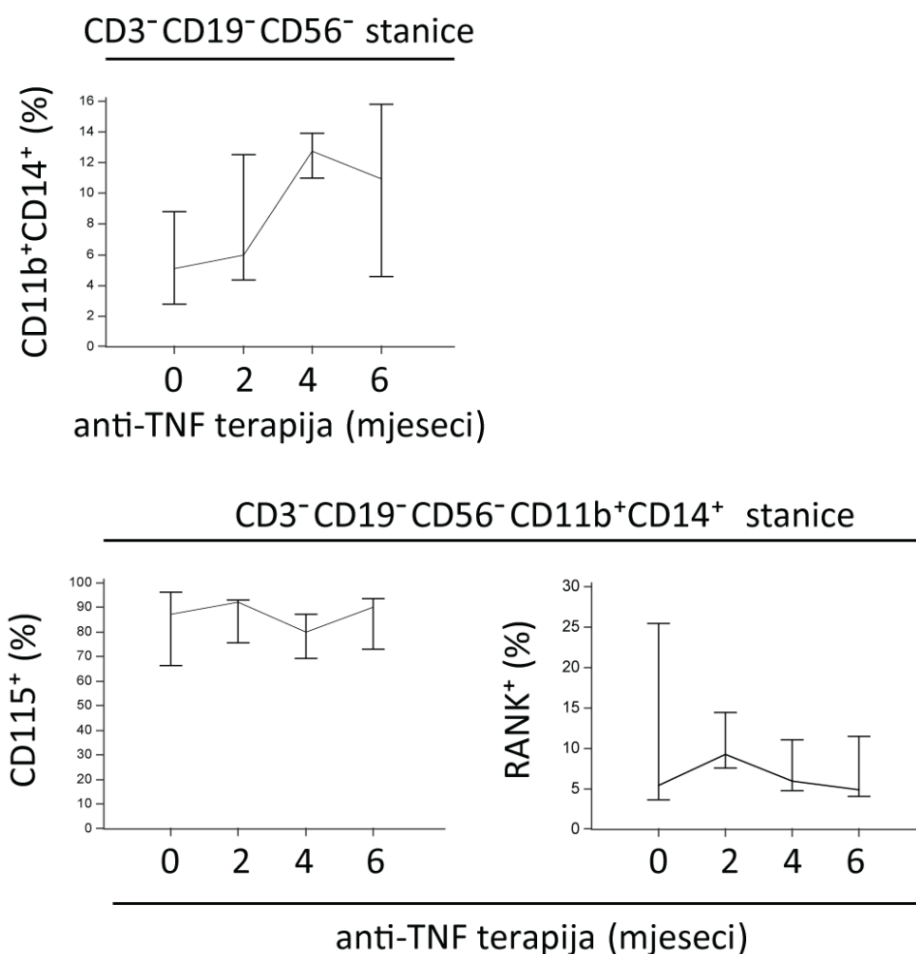 CD3⁻CD19⁻CD56⁻ stanice
CD11b⁺CD14⁺ (%)
16
14
12
10
8
6
4
2
0
0 2 4 6
anti-TNF terapija (mjeseci)
CD3⁻CD19⁻CD56⁻CD11b⁺CD14⁺ stanice
CD115⁺ (%)
100
90
80
70
60
50
40
30
20
10
0
0 2 4 6
RANK⁺ (%)
30
25
20
15
10
5
0
0 2 4 6
anti-TNF terapija (mjeseci)